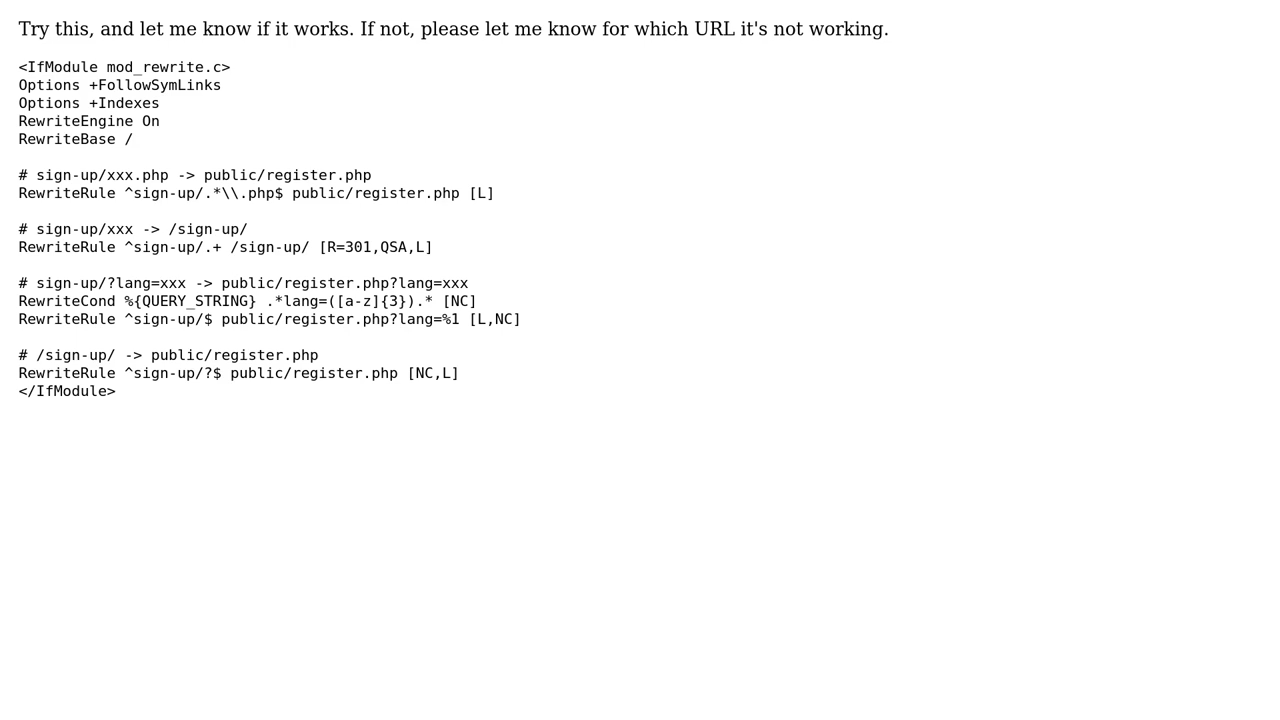 Try this, and let me know if it works. If not, please let me know for which URL it's not working.
<IfModule mod_rewrite.c>
Options +FollowSymLinks
Options +Indexes
RewriteEngine On
RewriteBase /
# sign-up/xxx.php -> public/register.php
RewriteRule ^sign-up/.*\\.php$ public/register.php [L]
# sign-up/xxx -> /sign-up/
RewriteRule ^sign-up/.+ /sign-up/ [R=301,QSA,L]
# sign-up/?lang=xxx -> public/register.php?lang=xxx
RewriteCond %{QUERY_STRING} .*lang=([a-z]{3}).* [NC]
RewriteRule ^sign-up/$ public/register.php?lang=%1 [L,NC]
# /sign-up/ -> public/register.php
RewriteRule ^sign-up/?$ public/register.php [NC,L]
</IfModule>